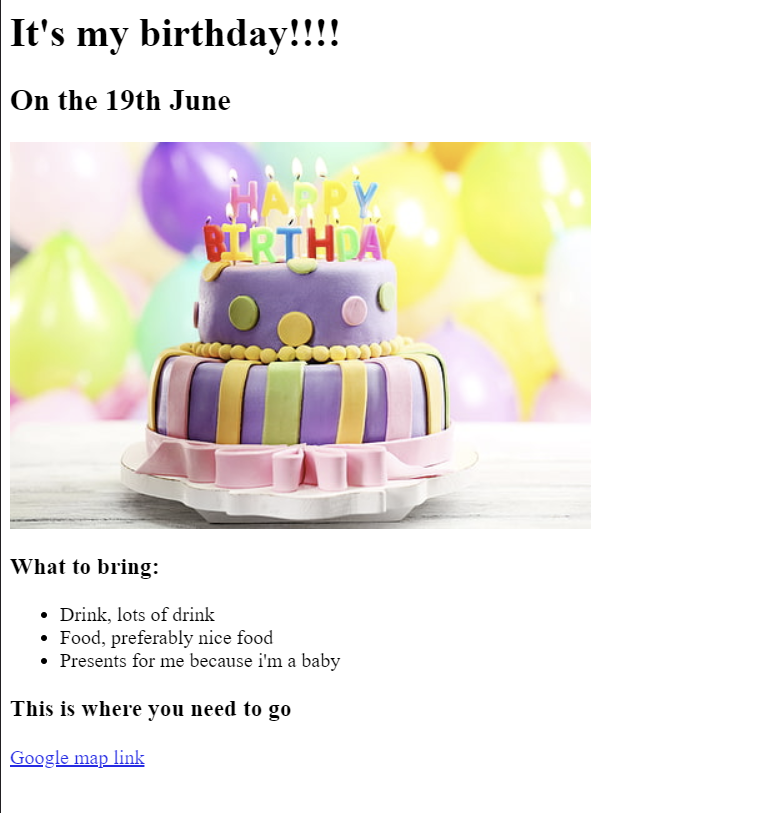 It's my birthday!!!!
On the 19th June
HAPPY
BIRTHDAY
What to bring:
Drink, lots of drink
Food, preferably nice food
Presents for me because i'm a baby
This is where you need to go
Google map link